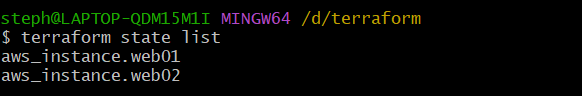 steph@LAPTOP-QDM15M1I MINGW64 /d/terraform
$ terraform state list
aws_instance.web01
aws_instance.web02